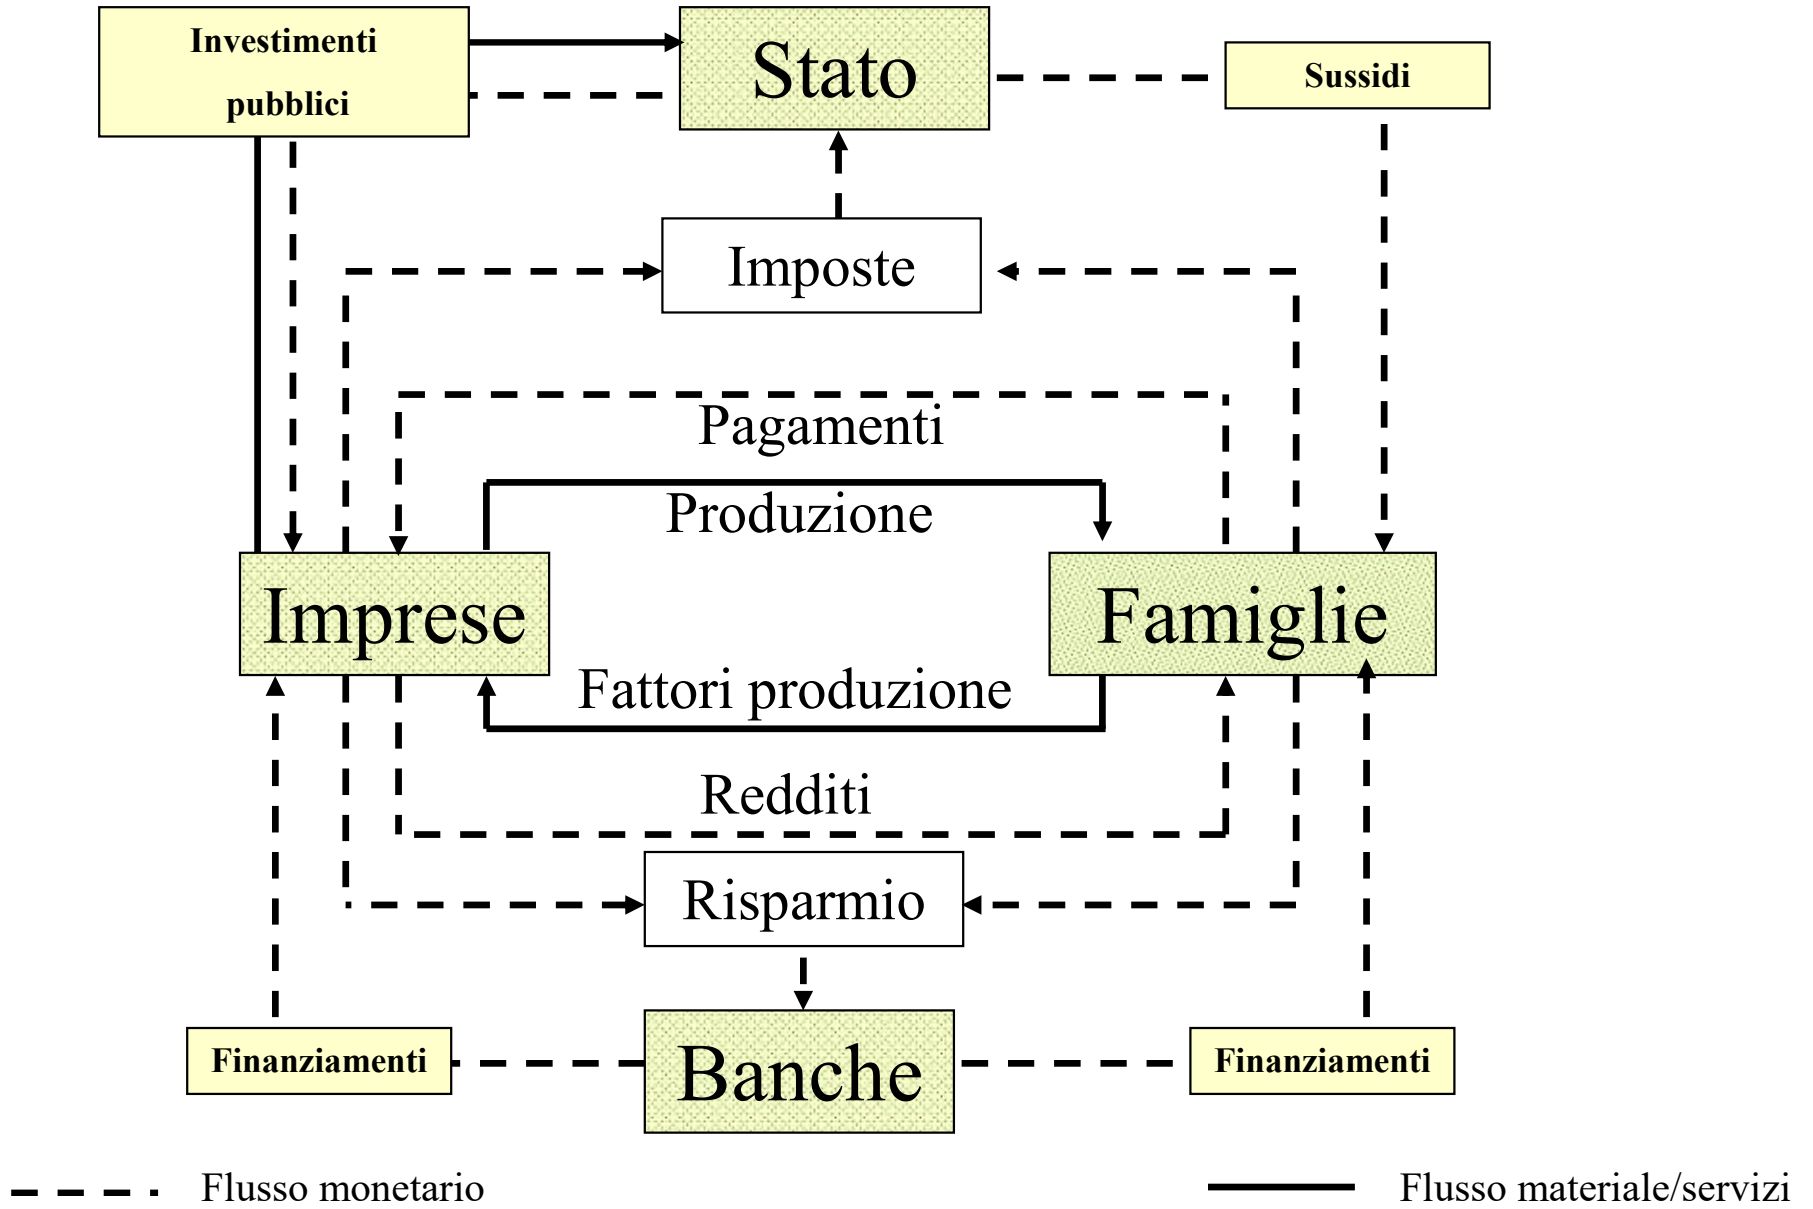 Investimenti
pubblici
Stato
Sussidi
Imposte
Pagamenti
Produzione
Imprese
Famiglie
Fattori produzione
Redditi
Risparmio
Finanziamenti
Banche
Finanziamenti
Flusso monetario
Flusso materiale/servizi